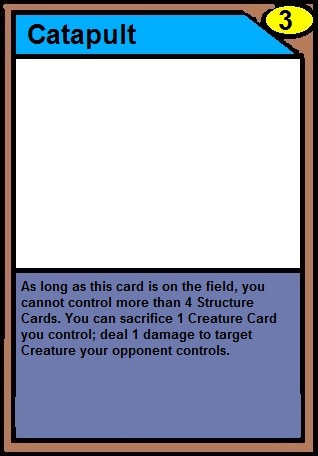 Catapult
3
As long as this card is on the field, you
cannot control more than 4 Structure
Cards. You can sacrifice 1 Creature Card
you control; deal 1 damage to target
Creature your opponent controls.